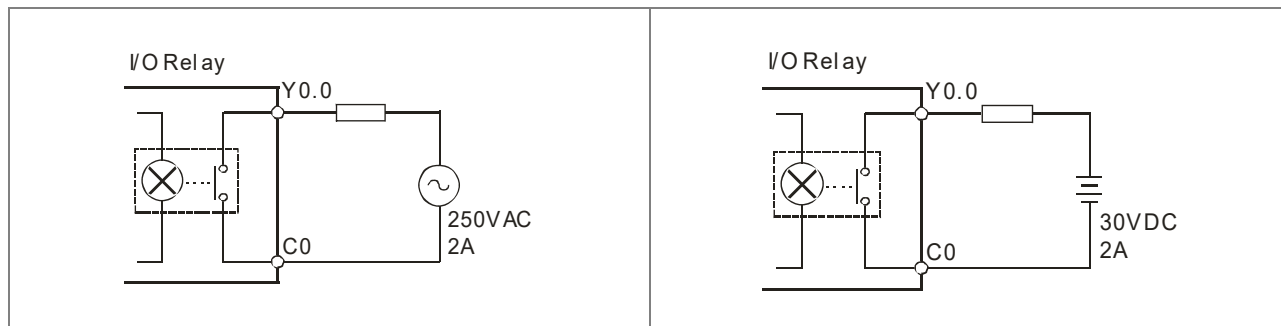 I/O Relay
Y0.0
250VAC
2A
C0
I/O Relay
Y0.0
30VDC
2A
C0